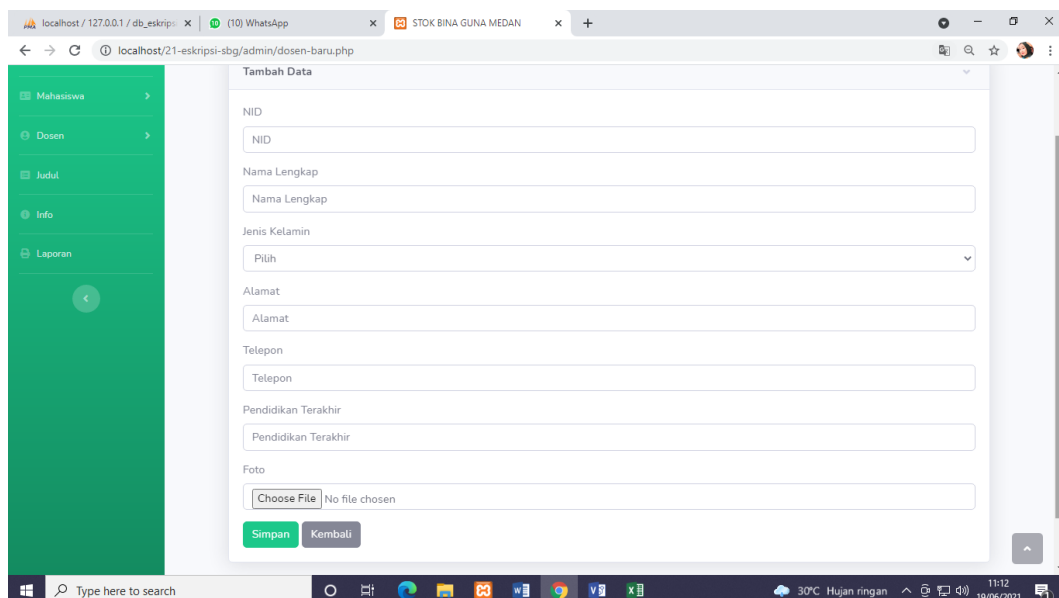 localhost / 127.0.0.1 / db_eskrips
(10) WhatsApp
STOK BINA GUNA MEDAN
localhost/21-eskripsi-sbg/admin/dosen-baru.php
Mahasiswa
Dosen
Judul
Info
Laporan
Tambah Data
NID
NID
Nama Lengkap
Nama Lengkap
Jenis Kelamin
Pilih
Alamat
Alamat
Telepon
Telepon
Pendidikan Terakhir
Pendidikan Terakhir
Foto
Choose File No file chosen
Simpan Kembali
Type here to search
30°C Hujan ringan
11:12
19/06/2021